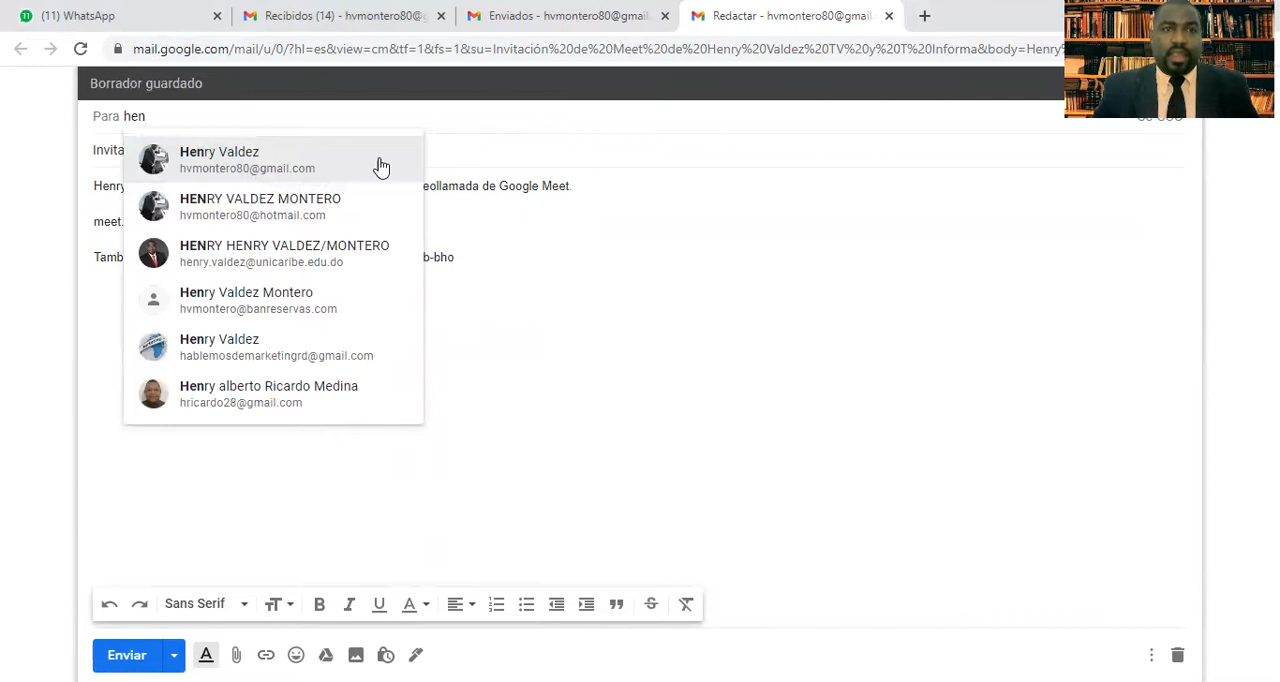 (11) WhatsApp
Recibidos (14) - hvmontero80@g
Enviados - hvmontero80@gmail.
Redactar - hvmontero80@gmail.
mail.google.com/mail/u/0/?hl=es&view=cm&tf=1&fs=1&su=Invitación%20de%20Meet%20de%20Henry%20Valdez%20TV%20y%20T%20Informa&body=Henry%
Borrador guardado
Para hen
Invita
Henry Valdez
hvmontero80@gmail.com
HENRY VALDEZ MONTERO
hvmontero80@hotmail.com
HENRY HENRY VALDEZ/MONTERO
henry.valdez@unicaribe.edu.do
Henry Valdez Montero
hvmontero@banreservas.com
Henry Valdez
hablemosdemarketingrd@gmail.com
Henry alberto Ricardo Medina
hricardo28@gmail.com
Henry eollamada de Google Meet.
meet.
Tamb b-bho
Sans Serif
Enviar